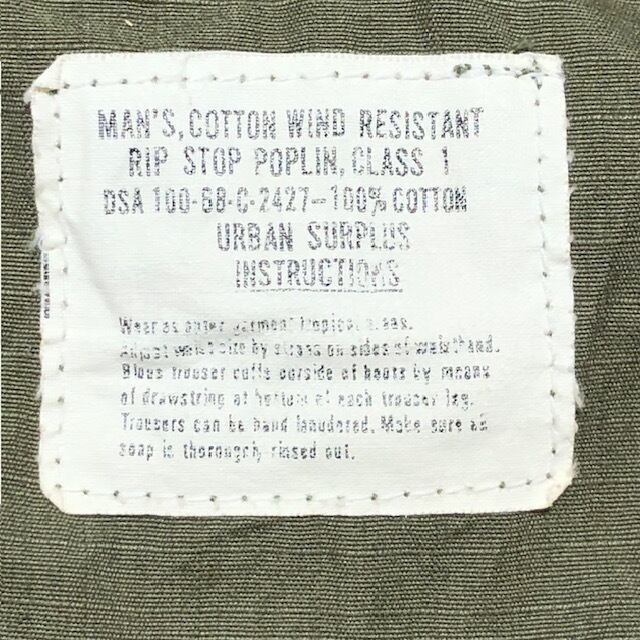 MAN'S, COTTON WIND RESISTANT
RIP STOP POPLIN, CLASS 1
DSA 100-68-C-2427-100% COTTON
URBAN SURPLUS
INSTRUCTIONS
Wear as outer garment tropical areas.
Adjust waist size by straps on sides of waistband.
Blous trouser cuffs outside of boots by means
of drawstring at bottom of each trouser leg.
Trousers can be hand laundered. Make sure all
soap is thoroughly rinsed out.